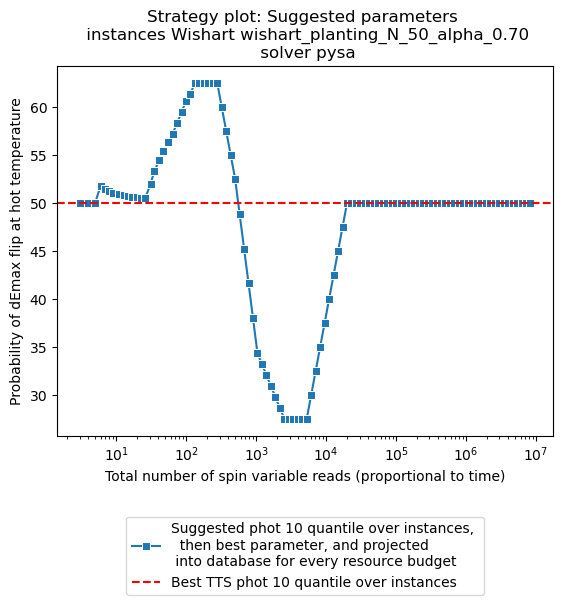 Strategy plot: Suggested parameters
instances Wishart wishart_planting_N_50_alpha_0.70
solver pysa
Probability of dEmax flip at hot temperature
60
55
50
45
40
35
30
10^1
10^2
10^3
10^4
10^5
10^6
10^7
Total number of spin variable reads (proportional to time)
Suggested phot 10 quantile over instances,
then best parameter, and projected
into database for every resource budget
Best TTS phot 10 quantile over instances